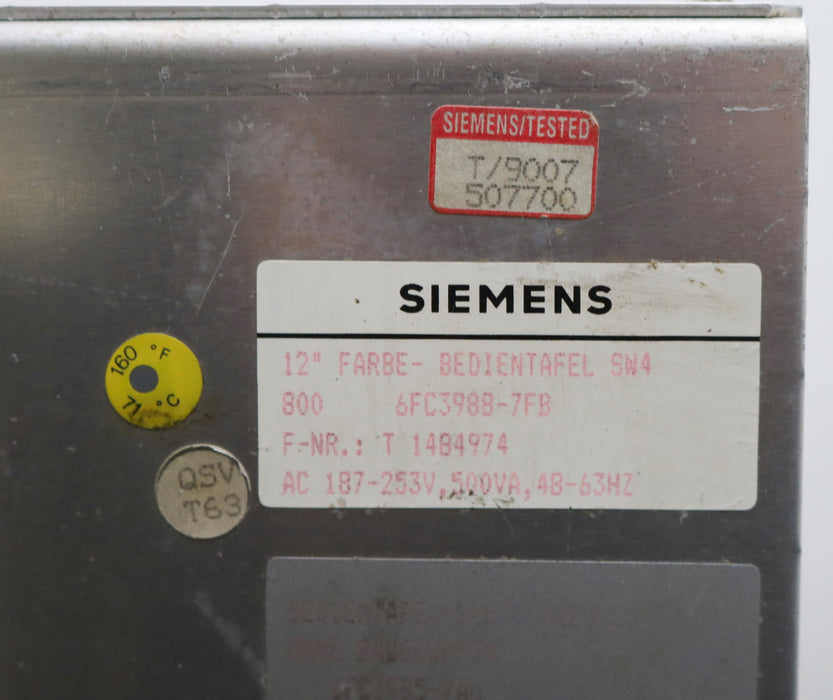 SIEMENS/TESTED
T/9007
507700
SIEMENS
12" FARBE- BEDIENTAFEL SW4
800 6FC3988-7FB
F-NR.: T 1484974
AC 187-253V,500VA,48-63HZ
160 °F
71 °C
QSV
T63
OHNE